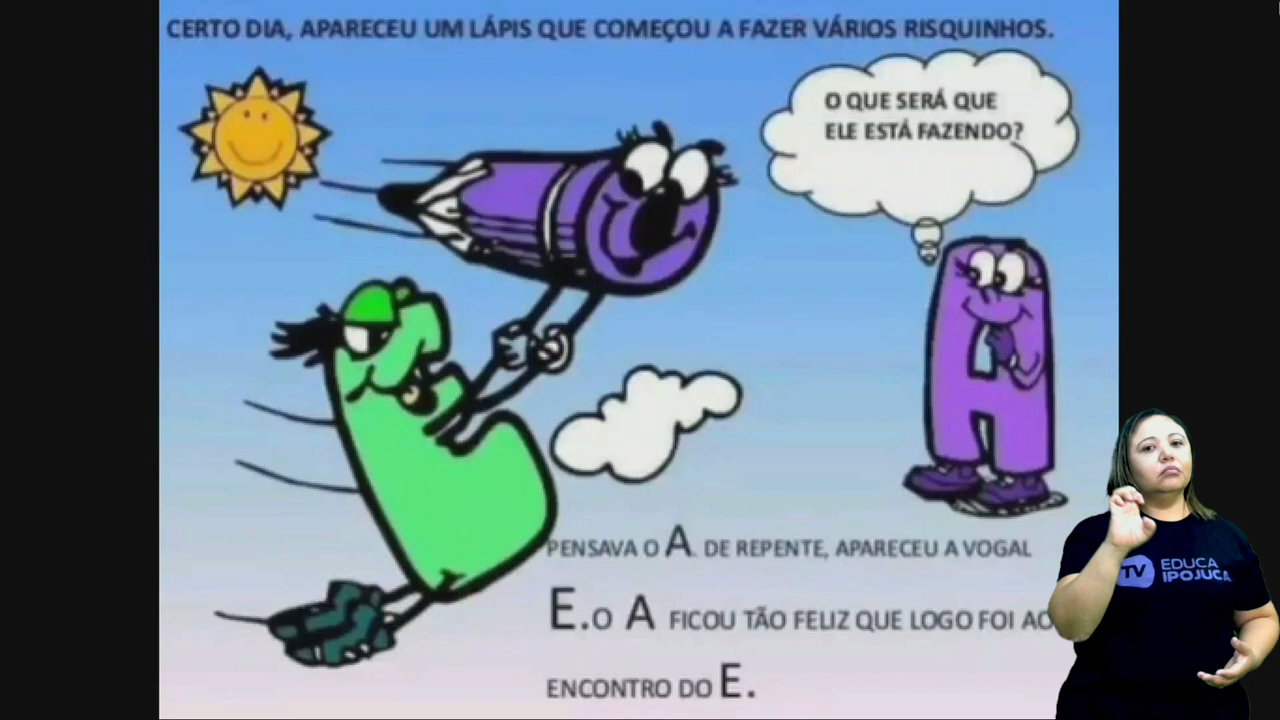 CERTO DIA, APARECEU UM LÁPIS QUE COMEÇOU A FAZER VÁRIOS RISQUINHOS.
O QUE SERÁ QUE
ELE ESTÁ FAZENDO?
PENSAVA O A. DE REPENTE, APARECEU A VOGAL
E.O A FICOU TÃO FELIZ QUE LOGO FOI AO
ENCONTRO DO E.
TV EDUCA
IPOJUCA